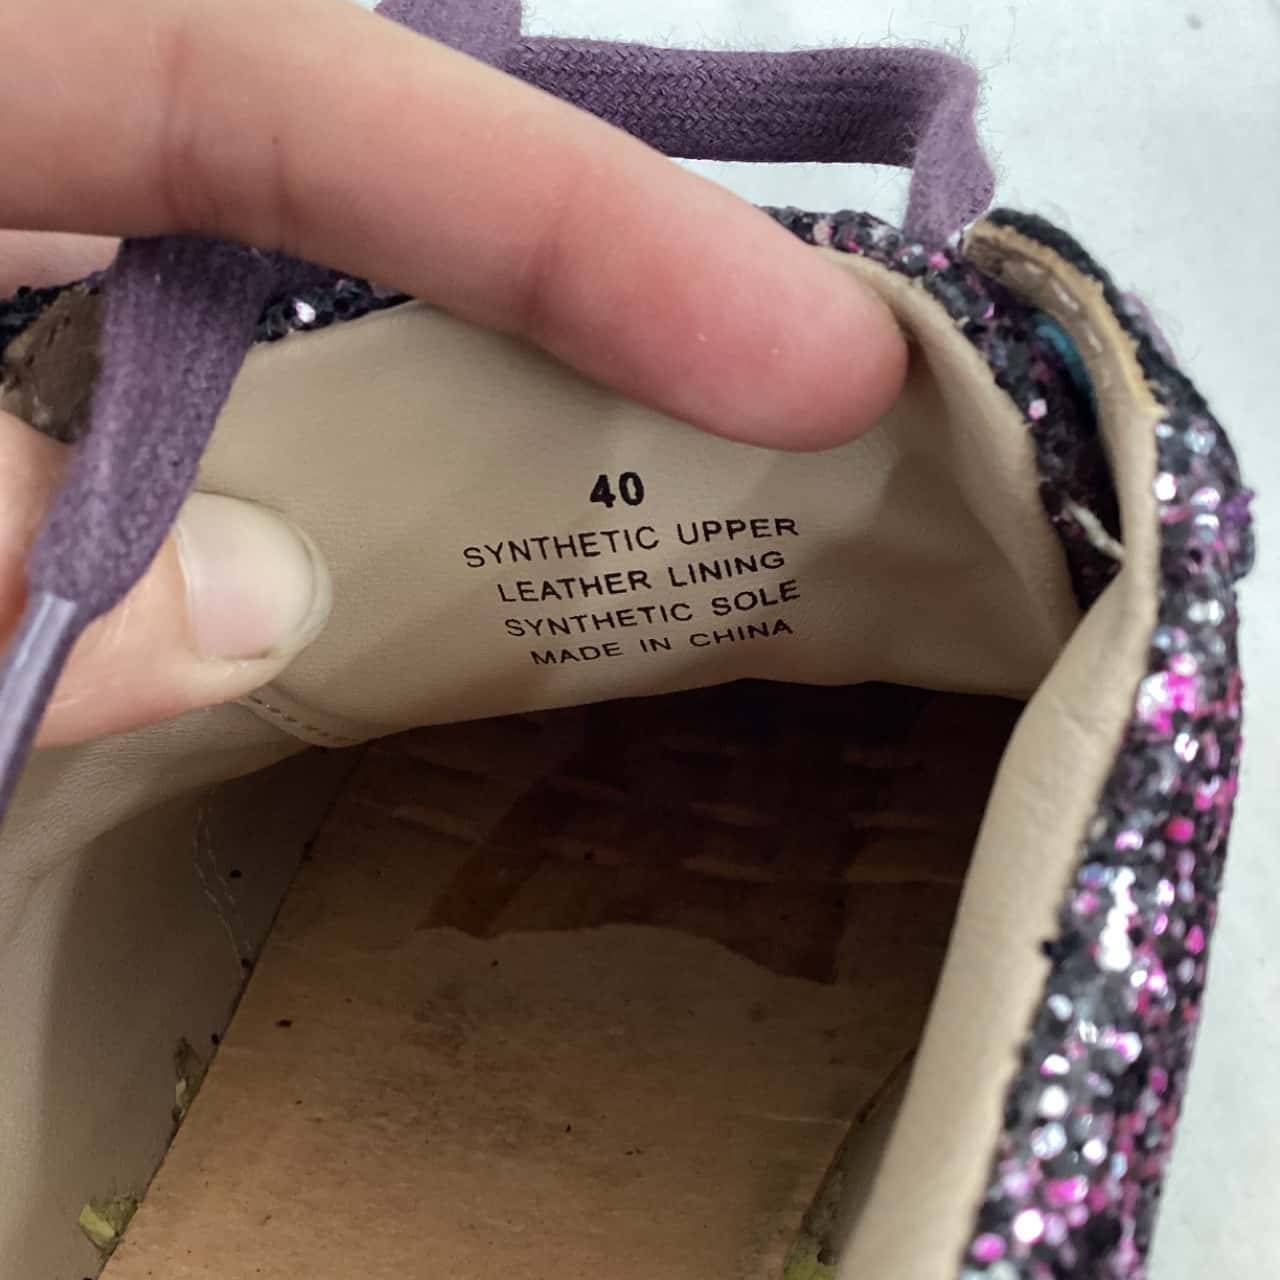 40
SYNTHETIC UPPER
LEATHER LINING
SYNTHETIC SOLE
MADE IN CHINA